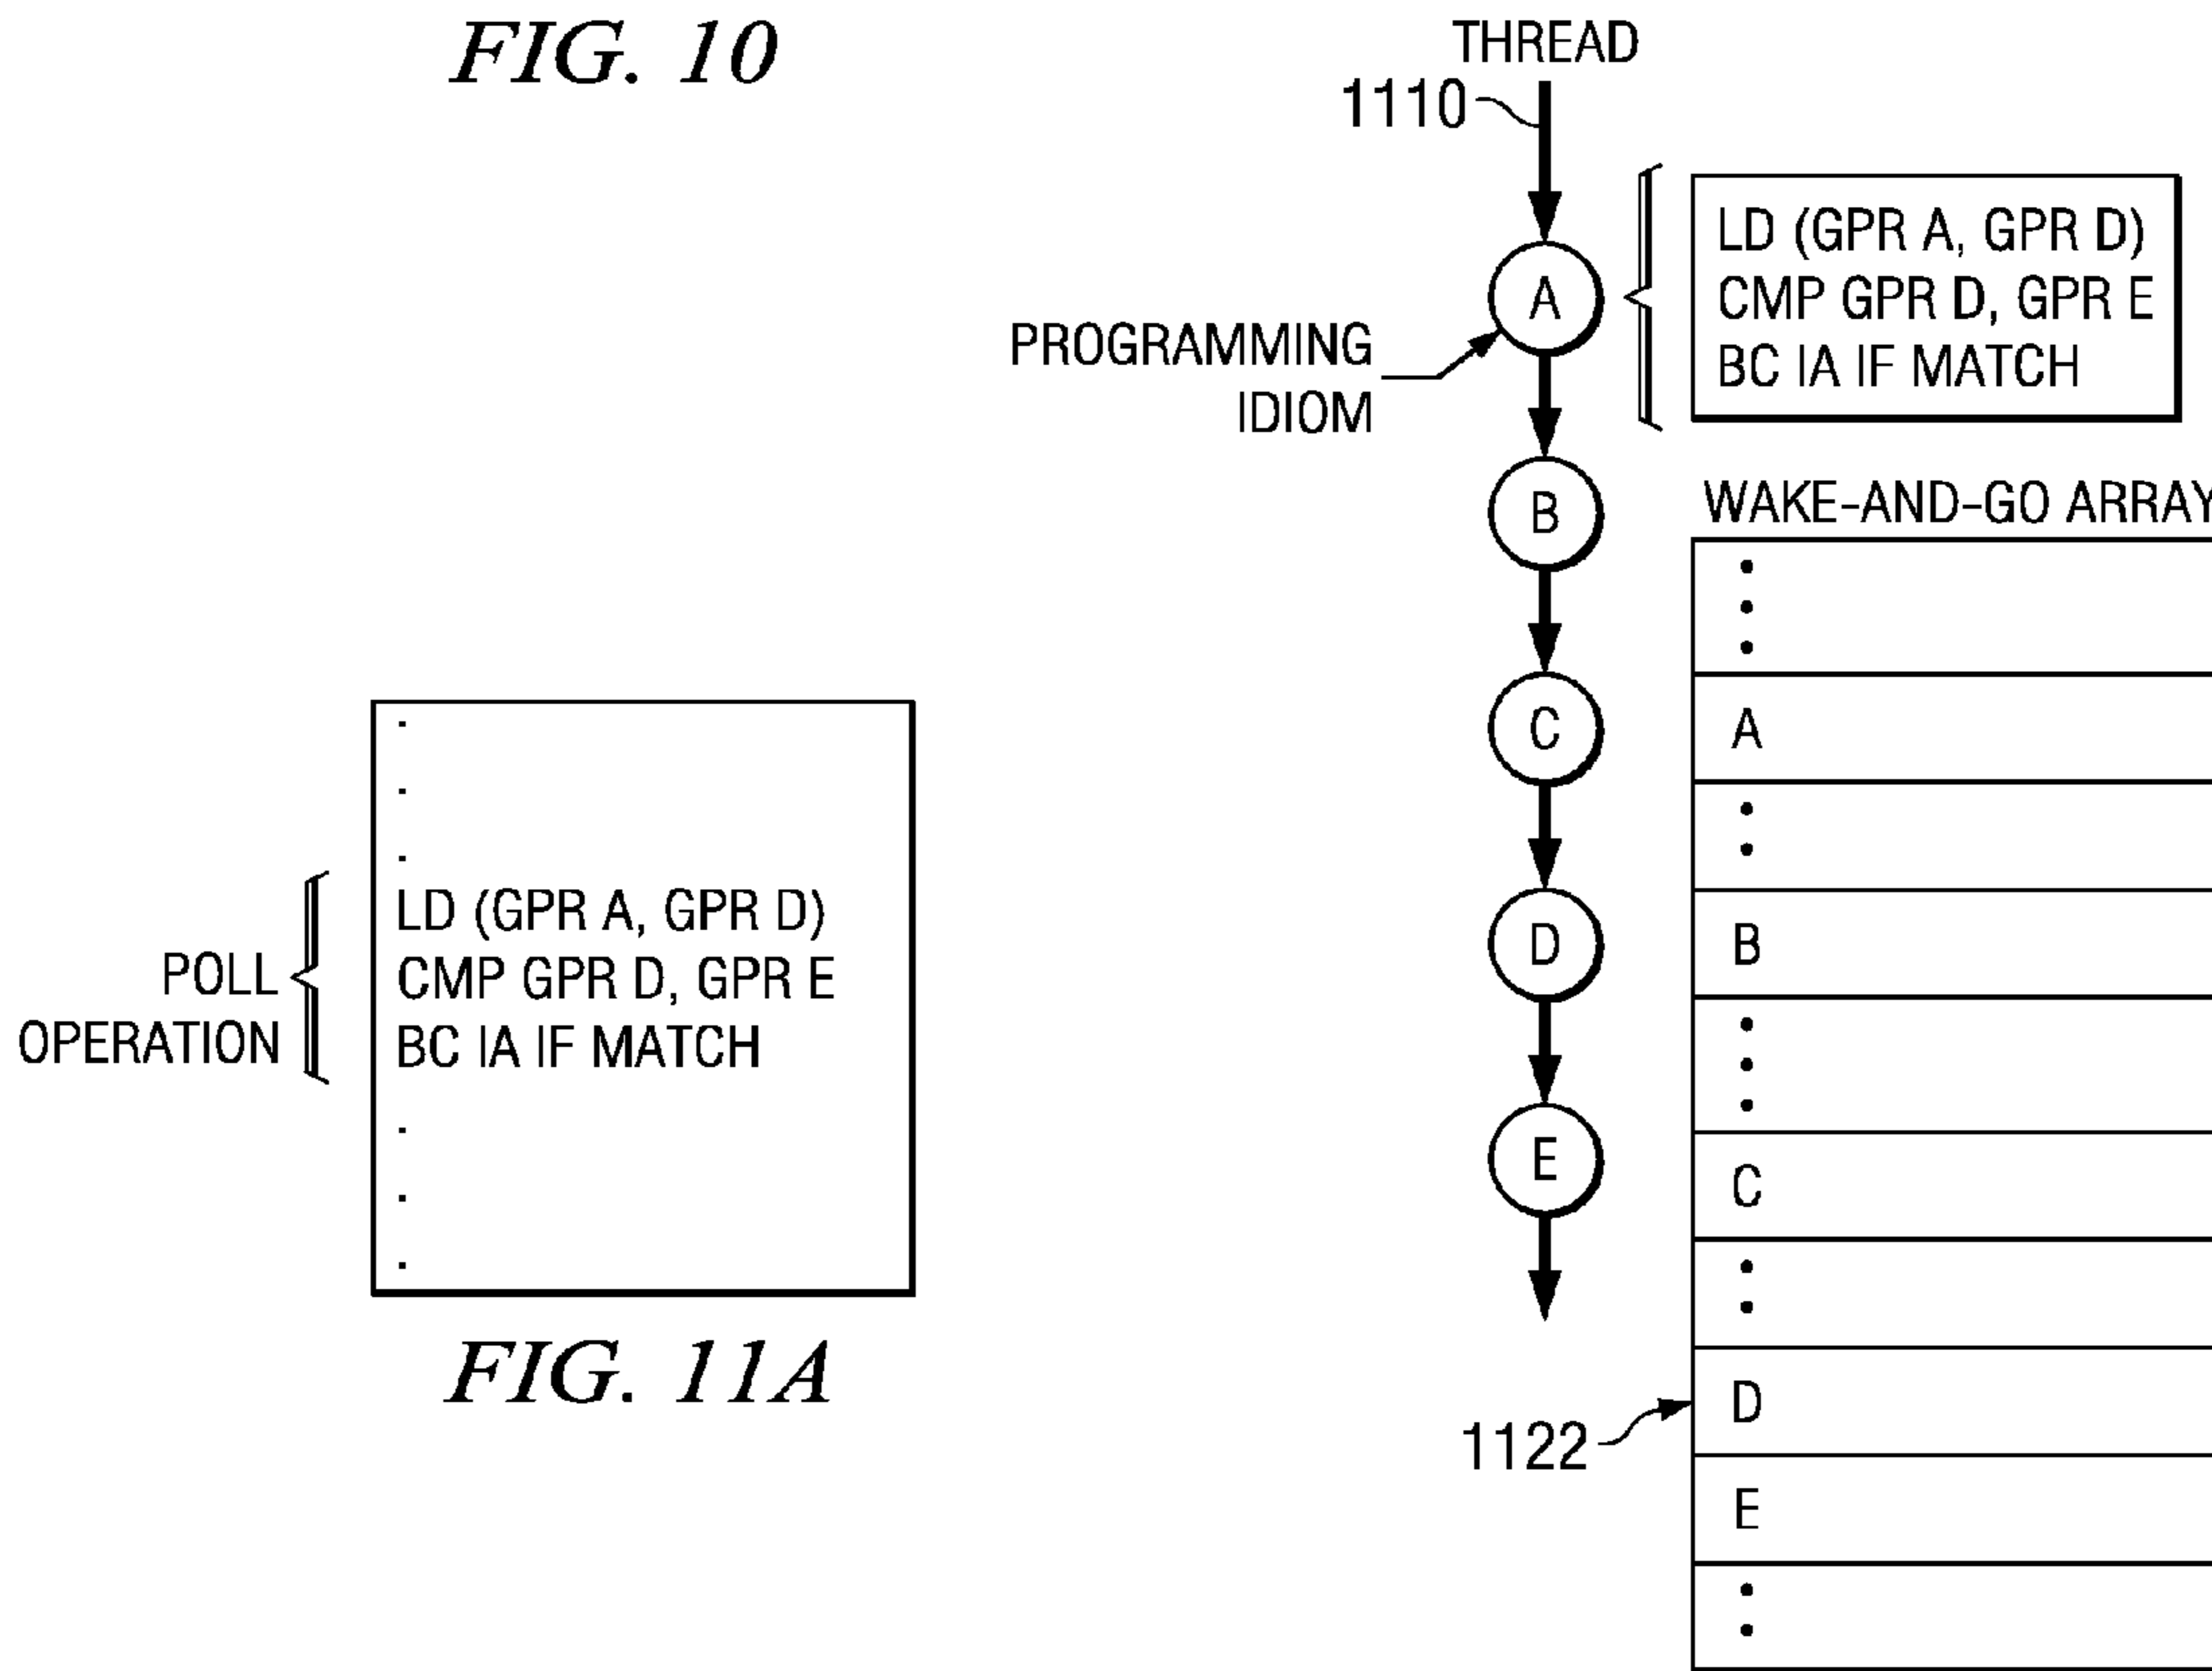 FIG. 10
POLL
OPERATION
.
.
.
LD (GPR A, GPR D)
CMP GPR D, GPR E
BC IA IF MATCH
.
.
.
FIG. 11A
THREAD
1110
PROGRAMMING
IDIOM
A
B
C
D
E
LD (GPR A, GPR D)
CMP GPR D, GPR E
BC IA IF MATCH
WAKE-AND-GO ARRAY
•
•
•
A
•
•
B
•
•
•
C
•
•
1122
D
E
•
•